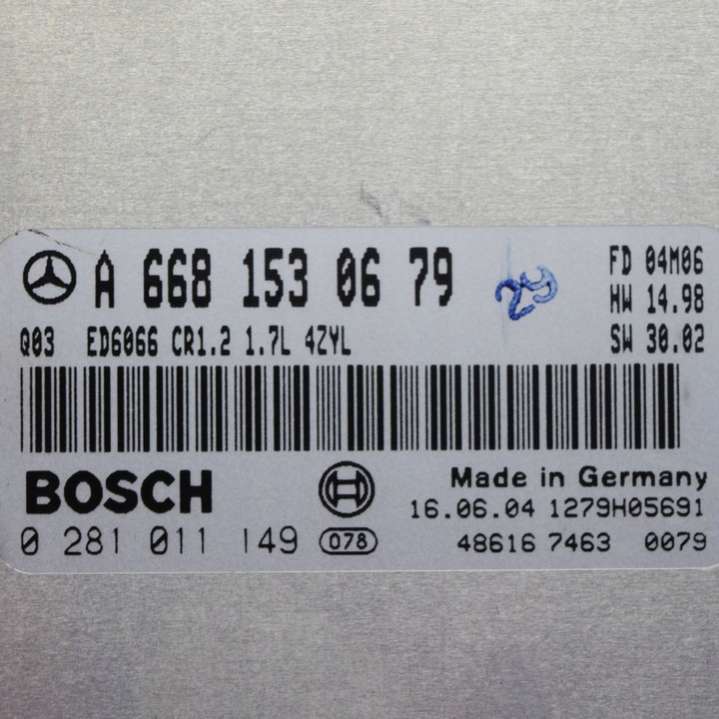 A 668 153 06 79
FD 04M06
HW 14.98
Q03 ED6066 CR1.2 1.7L 4ZYL
SW 30.02
29
BOSCH
Made in Germany
16.06.04 1279H05691
0 281 011 149 078
48616 7463 0079